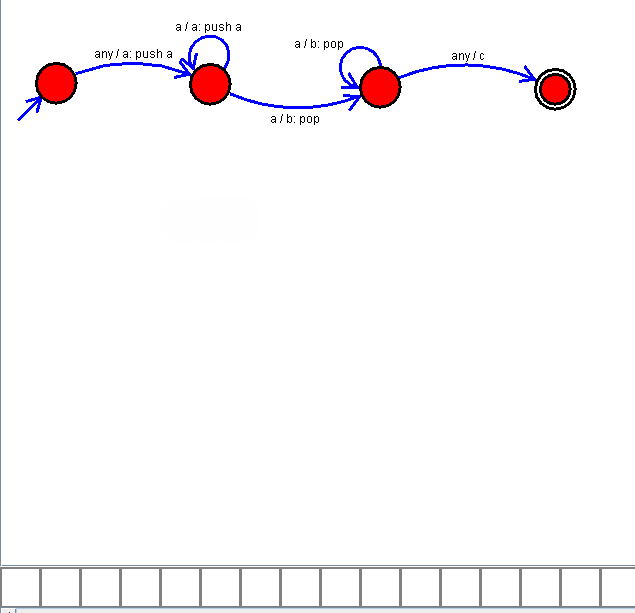 a / a: push a
any / a: push a
a / b: pop
any / c
a / b: pop